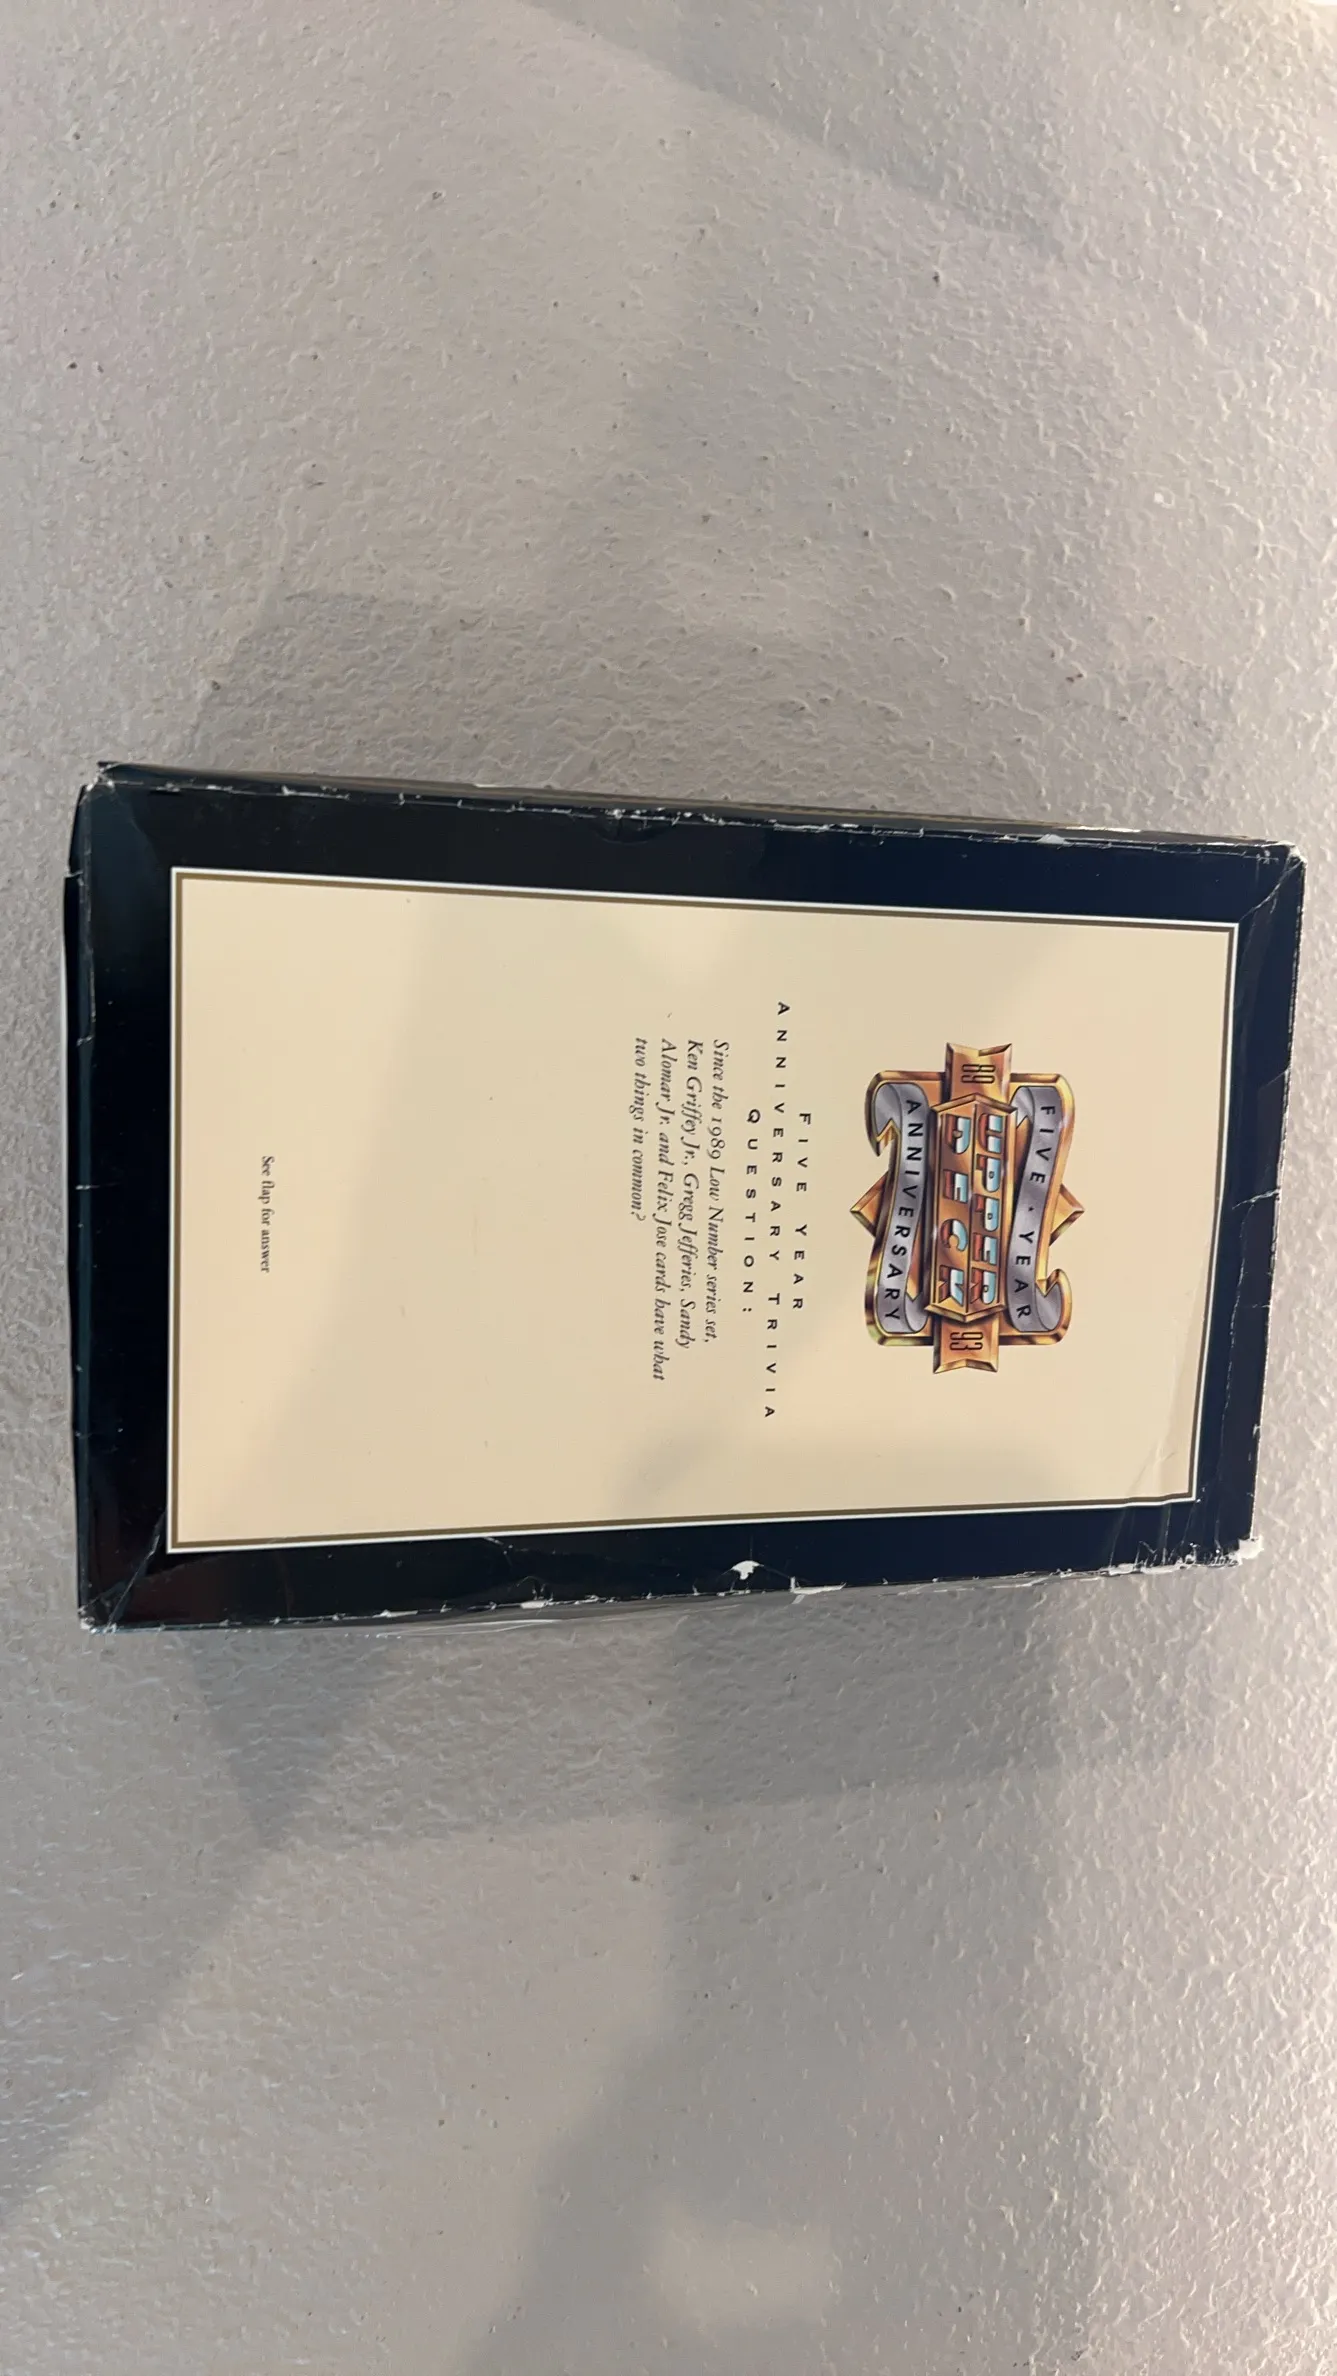 FIVE · YEAR
89 UPPER DECK 93
ANNIVERSARY
FIVE YEAR
ANNIVERSARY TRIVIA
QUESTION:
Since the 1989 Low Number series set,
Ken Griffey Jr., Gregg Jefferies, Sandy
Alomar Jr. and Felix Jose cards have what
two things in common?
See flap for answer